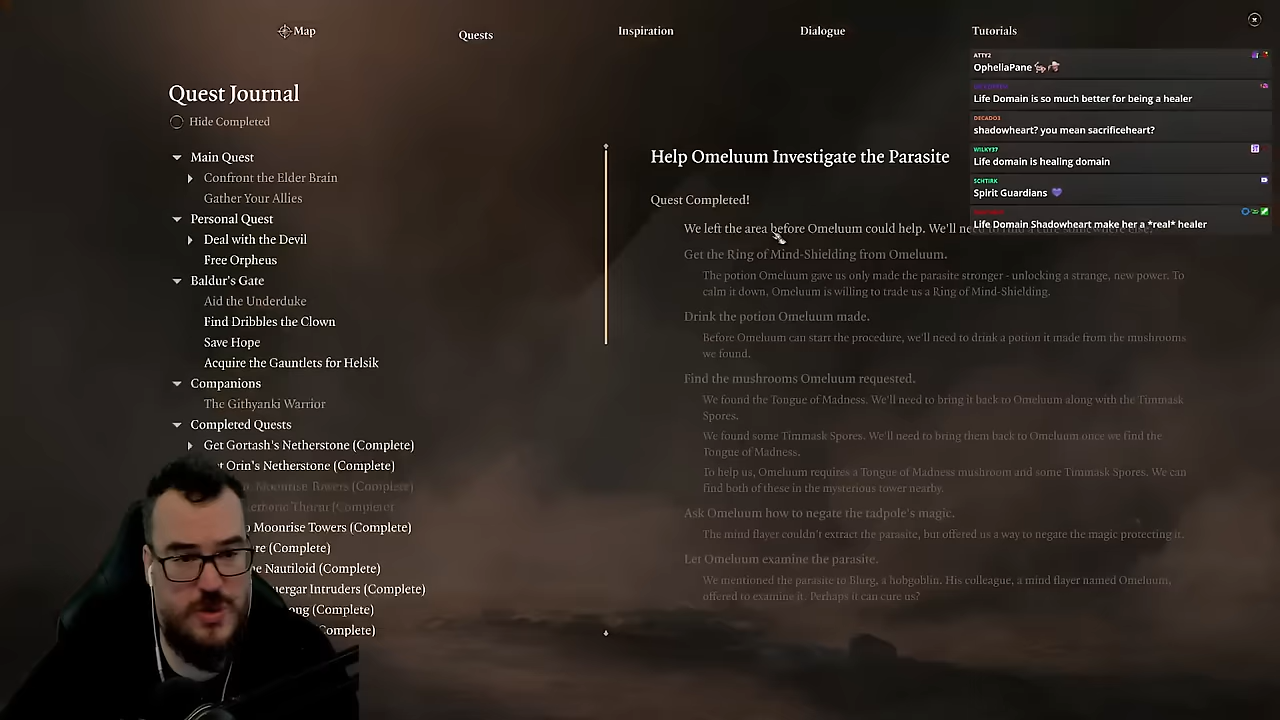 Map
Quests
Inspiration
Dialogue
Tutorials
Quest Journal
Hide Completed
Main Quest
Confront the Elder Brain
Gather Your Allies
Personal Quest
Deal with the Devil
Free Orpheus
Baldur's Gate
Aid the Underduke
Find Dribbles the Clown
Save Hope
Acquire the Gauntlets for Helsik
Companions
The Githyanki Warrior
Completed Quests
Get Gortash's Netherstone (Complete)
Orin's Netherstone (Complete)
Moonrise Towers (Complete)
Thorm (Complete)
Moonrise Towers (Complete)
(Complete)
Nautiloid (Complete)
Intruders (Complete)
(Complete)
Complete)
Help Omeluum Investigate the Parasite
Quest Completed!
We left the area before Omeluum could help. We'll
Get the Ring of Mind-Shielding from Omeluum.
The potion Omeluum gave us only made the parasite stronger - unlocking a strange, new power. To
calm it down, Omeluum is willing to trade us a Ring of Mind-Shielding.
Drink the potion Omeluum made.
Before Omeluum can start the procedure, we'll need to drink a potion it made from the mushrooms
we found.
Find the mushrooms Omeluum requested.
We found the Tongue of Madness. We'll need to bring it back to Omeluum along with the Timmask
Spores.
We found some Timmask Spores. We'll need to bring them back to Omeluum once we find the
Tongue of Madness.
To help us, Omeluum requires a Tongue of Madness mushroom and some Timmask Spores. We can
find both of these in the mysterious tower nearby.
Ask Omeluum how to negate the tadpole's magic.
The mind flayer couldn't extract the parasite, but offered us a way to negate the magic protecting it.
Let Omeluum examine the parasite.
We mentioned the parasite to Blurg, a hobgoblin. His colleague, a mind flayer named Omeluum,
offered to examine it. Perhaps it can cure us?
ATTY2
OphellaPane
Life Domain is so much better for being a healer
DECADO3
shadowheart? you mean sacrificeheart?
WILKY37
Life domain is healing domain
SCHTIRK
Spirit Guardians 💜
Life Domain Shadowheart make her a *real* healer